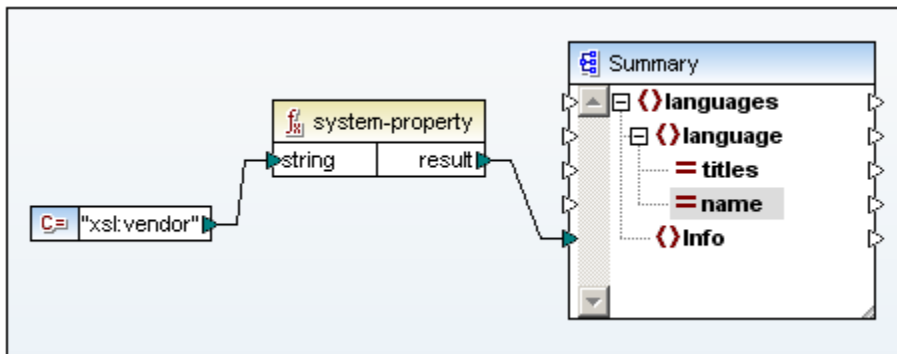 Summary
languages
system-property
language
string result
titles
name
C= "xsl:vendor"
Info